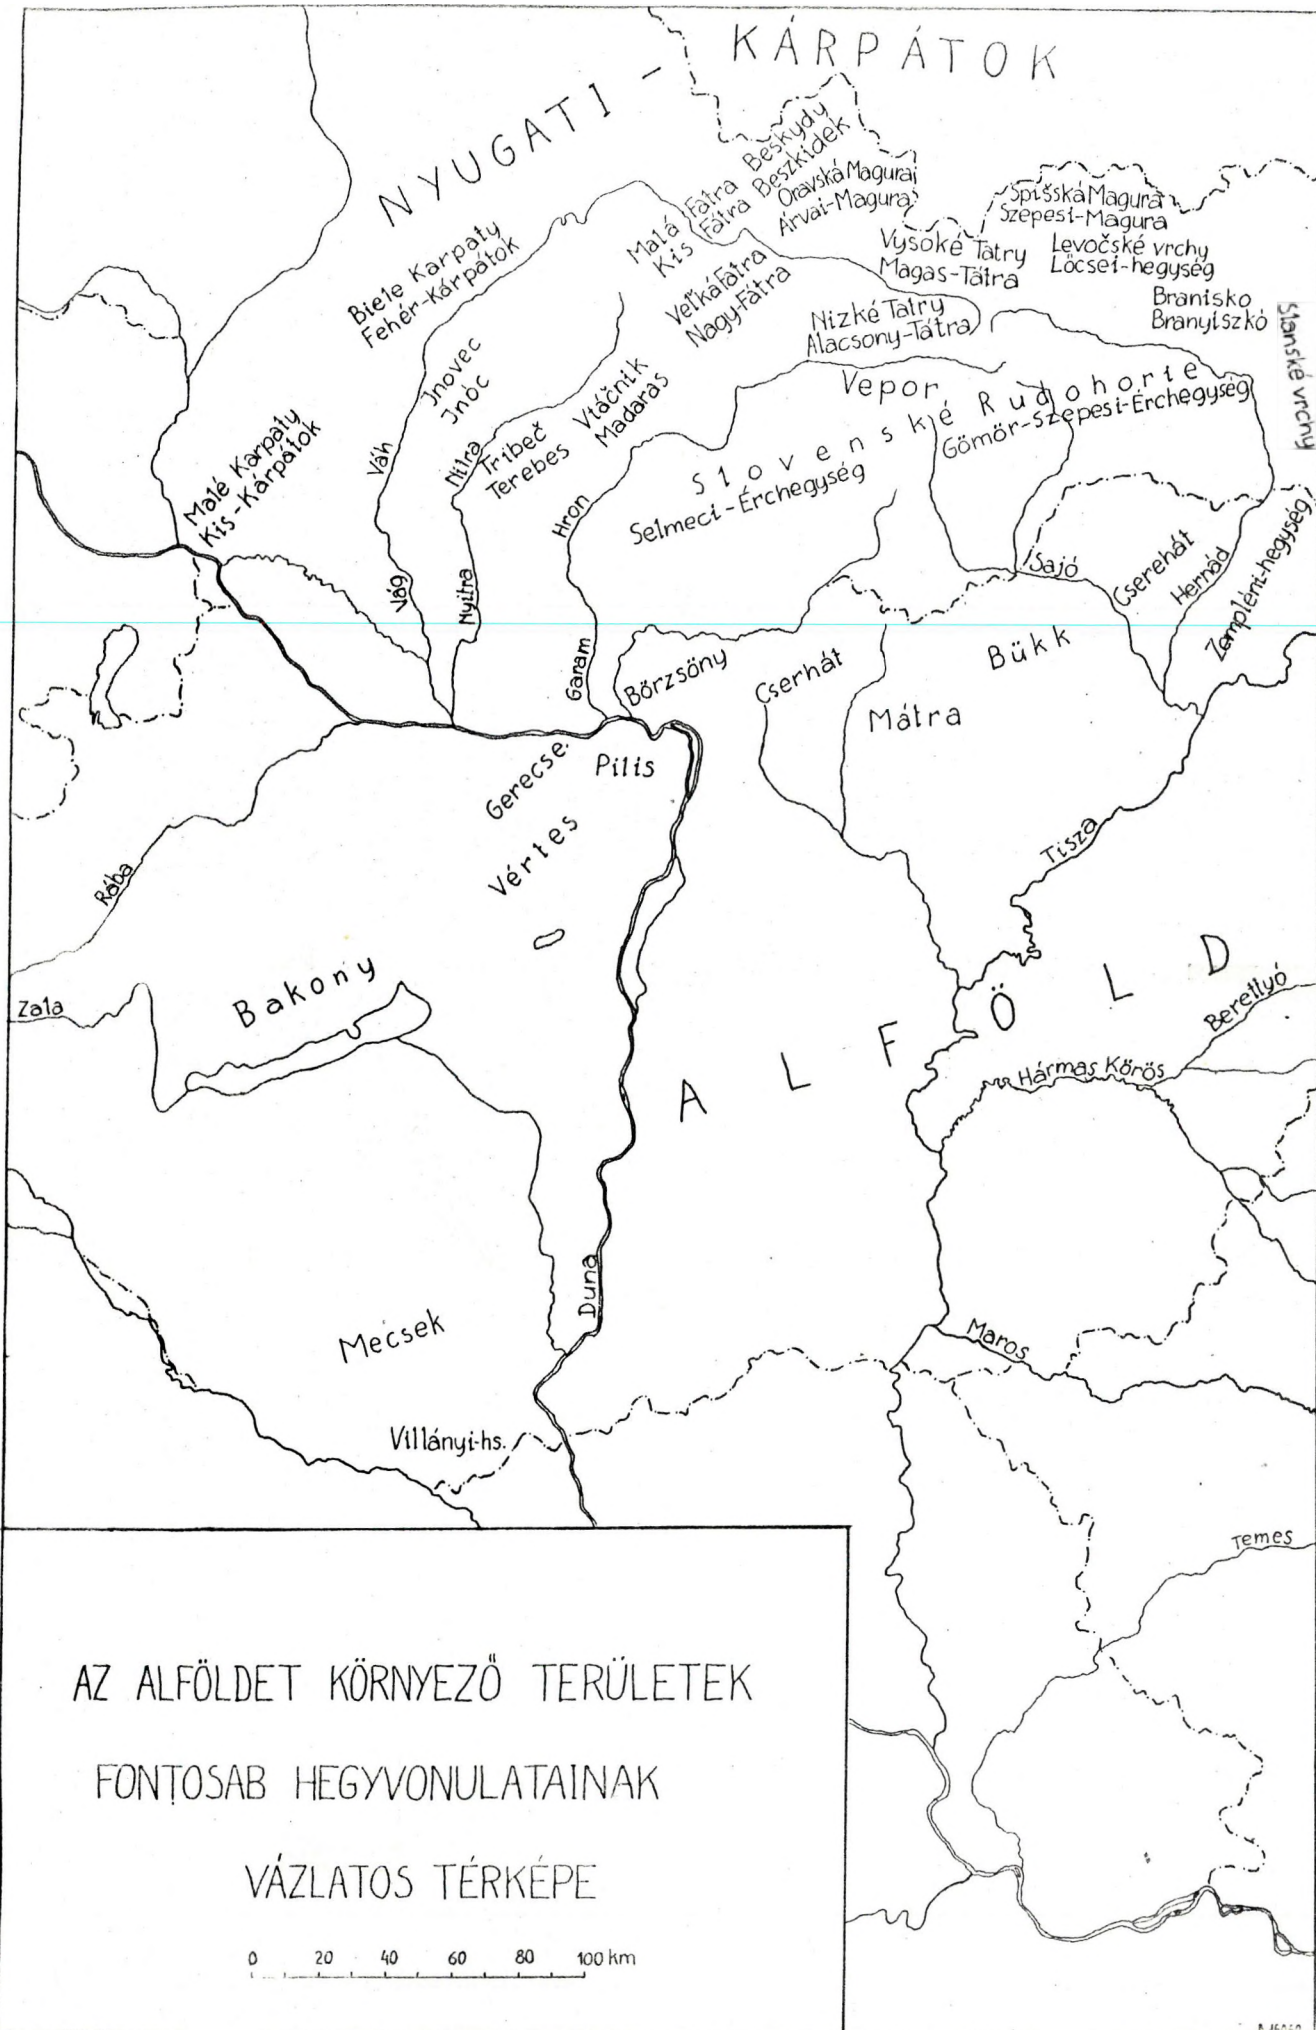 KÁRPÁTOK
NYUGATI -
Beskydy
Beszkidek
Malá Fatra
Kis Fátra
Oravská Magurai
Árvai-Magura
Spišská Magura
Szepesi-Magura
Biele Karpaty
Fehér-Kárpátok
Vysoké Tatry
Magas-Tátra
Levočské vrchy
Lőcsei-hegység
Veľká Fatra
Nagy-Fátra
Branisko
Branyiszkó
Slanské vrchy
Nizké Tatry
Alacsony-Tátra
Jnovec
Jnóc
Vtáčnik
Madaras
Vepor
Slovenské Rudohorie
Gömör-Szepesi-Érchegység
Malé Karpaty
Kis-Kárpátok
Váh
Nitra
Tribeč
Terebes
Hron
Selmeci-Érchegység
Sajó
Cserehát
Hernád
Zempléni-hegység
Vág
Nyitra
Garam
Börzsöny
Cserhát
Bükk
Mátra
Gerecse
Pilis
Vértes
Tisza
Rába
Zala
Bakony
ALFÖLD
Berettyó
Hármas Körös
Duna
Mecsek
Maros
Villányi-hs.
Temes
AZ ALFÖLDET KÖRNYEZŐ TERÜLETEK
FONTOSAB HEGYVONULATAINAK
VÁZLATOS TÉRKÉPE
0 20 40 60 80 100 km